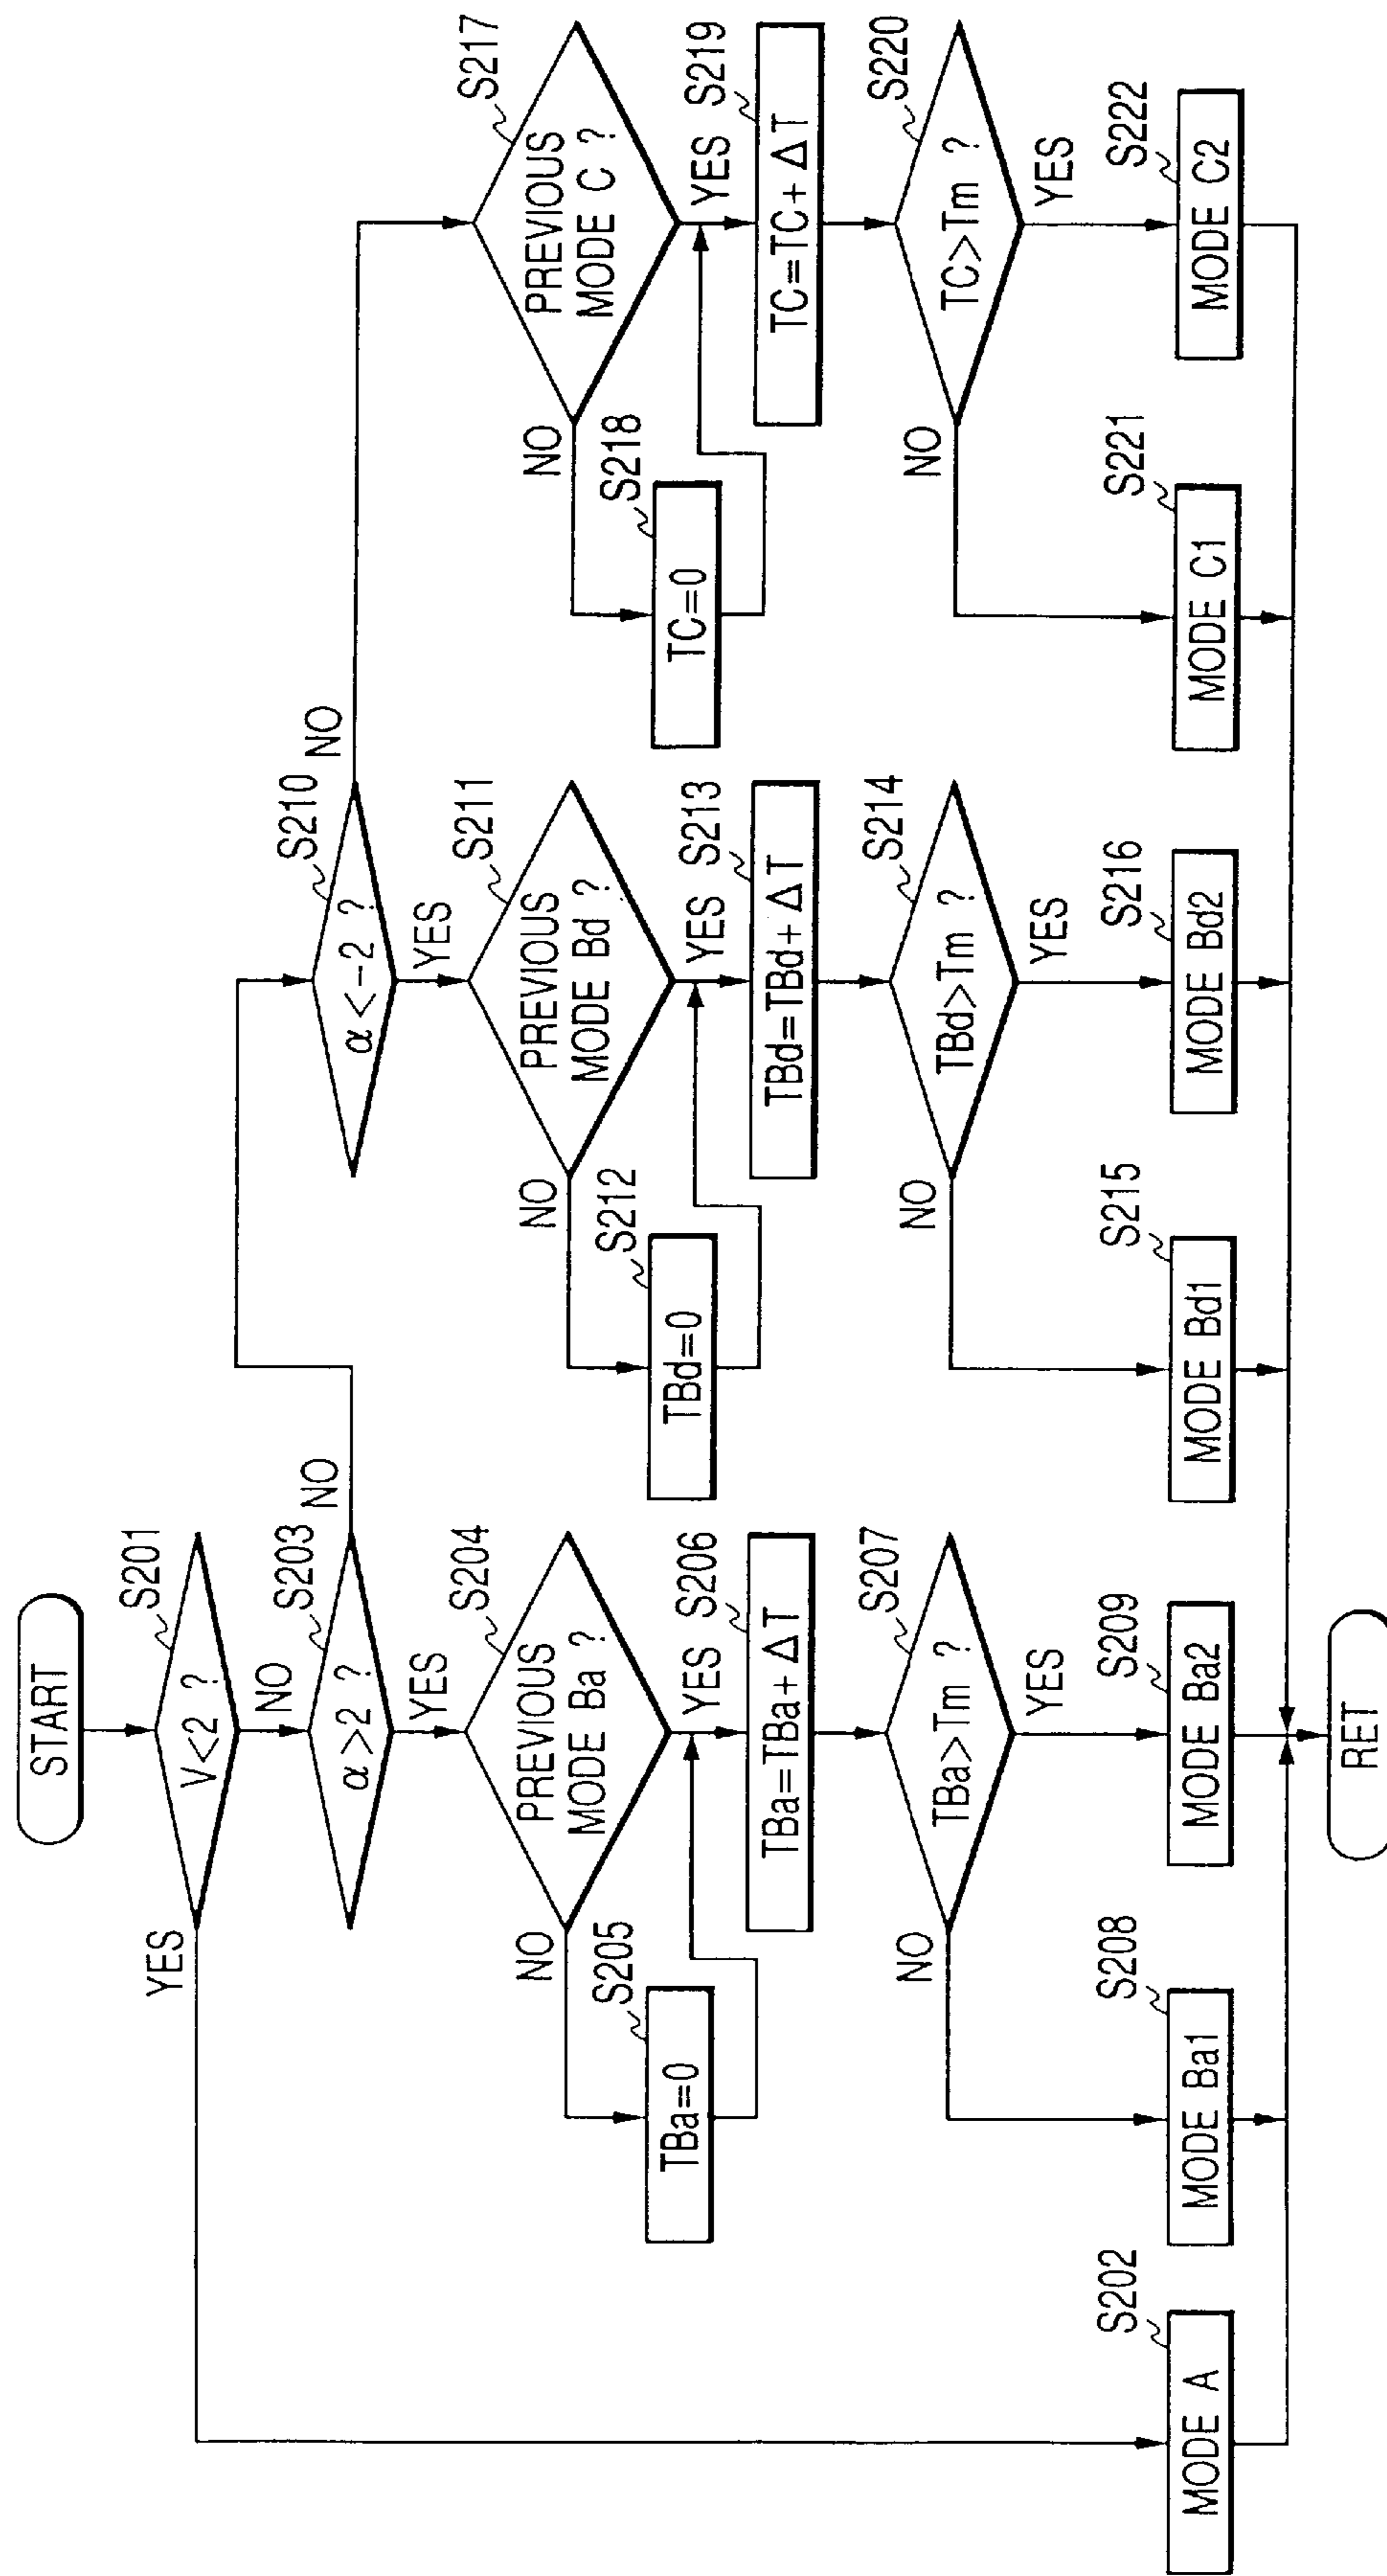 START
S201
V<2 ?
YES
NO
S203
α>2 ?
NO
YES
S204
PREVIOUS
MODE Ba ?
NO
YES
S205
TBa=0
S206
TBa=TBa+ΔT
S207
TBa>Tm ?
NO
YES
S202
MODE A
S208
MODE Ba1
S209
MODE Ba2
S210
α<-2 ?
NO
YES
S211
PREVIOUS
MODE Bd ?
NO
YES
S212
TBd=0
S213
TBd=TBd+ΔT
S214
TBd>Tm ?
NO
YES
S215
MODE Bd1
S216
MODE Bd2
S217
PREVIOUS
MODE C ?
NO
YES
S218
TC=0
S219
TC=TC+ΔT
S220
TC>Tm ?
NO
YES
S221
MODE C1
S222
MODE C2
RET